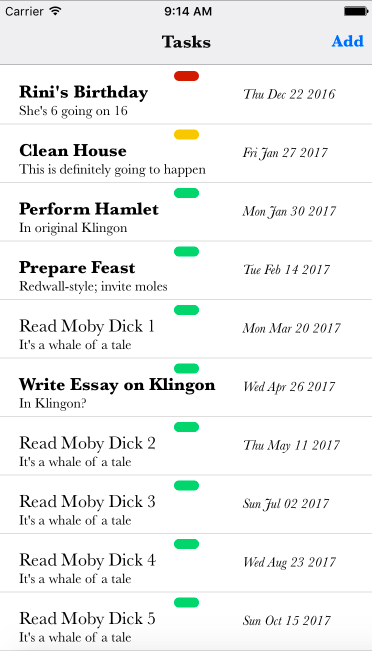 Carrier 9:14 AM
Tasks Add
Rini's Birthday
She's 6 going on 16
Thu Dec 22 2016
Clean House
This is definitely going to happen
Fri Jan 27 2017
Perform Hamlet
In original Klingon
Mon Jan 30 2017
Prepare Feast
Redwall-style; invite moles
Tue Feb 14 2017
Read Moby Dick 1
It's a whale of a tale
Mon Mar 20 2017
Write Essay on Klingon
In Klingon?
Wed Apr 26 2017
Read Moby Dick 2
It's a whale of a tale
Thu May 11 2017
Read Moby Dick 3
It's a whale of a tale
Sun Jul 02 2017
Read Moby Dick 4
It's a whale of a tale
Wed Aug 23 2017
Read Moby Dick 5
It's a whale of a tale
Sun Oct 15 2017